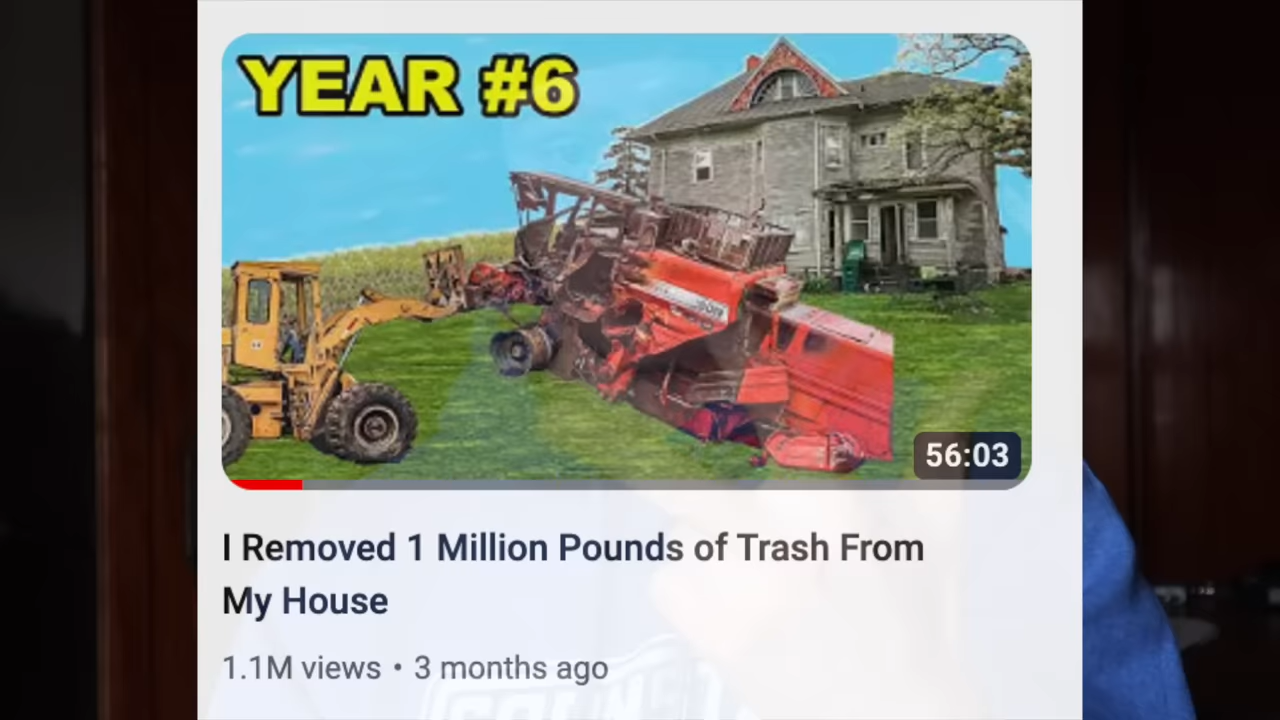 YEAR #6
56:03
I Removed 1 Million Pounds of Trash From
My House
1.1M views • 3 months ago